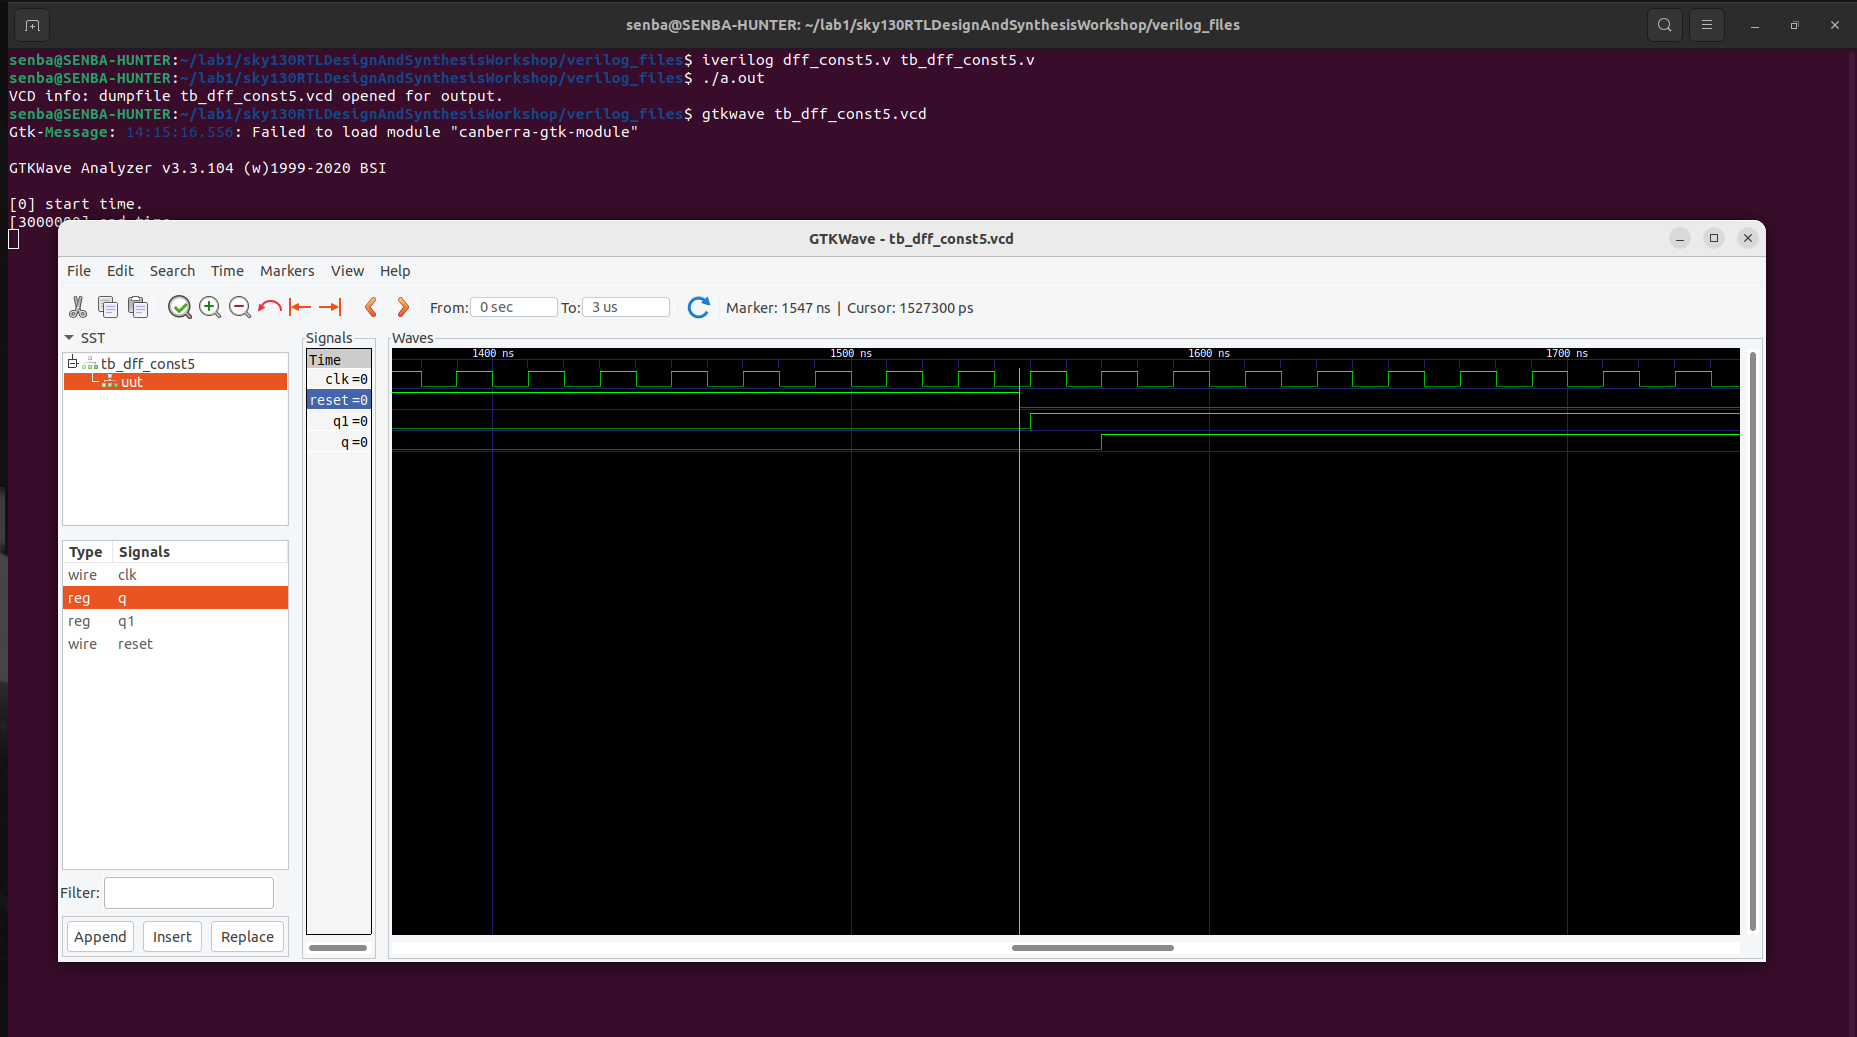 senba@SENBA-HUNTER: ~/lab1/sky130RTLDesignAndSynthesisWorkshop/verilog_files
senba@SENBA-HUNTER:~/lab1/sky130RTLDesignAndSynthesisWorkshop/verilog_files$ iverilog dff_const5.v tb_dff_const5.v
senba@SENBA-HUNTER:~/lab1/sky130RTLDesignAndSynthesisWorkshop/verilog_files$ ./a.out
VCD info: dumpfile tb_dff_const5.vcd opened for output.
senba@SENBA-HUNTER:~/lab1/sky130RTLDesignAndSynthesisWorkshop/verilog_files$ gtkwave tb_dff_const5.vcd
Gtk-Message: 14:15:16.556: Failed to load module "canberra-gtk-module"
GTKWave Analyzer v3.3.104 (w)1999-2020 BSI
[0] start time.
[3000000] end time.
GTKWave - tb_dff_const5.vcd
File Edit Search Time Markers View Help
From: 0 sec To: 3 us Marker: 1547 ns | Cursor: 1527300 ps
SST
tb_dff_const5
uut
Type Signals
wire clk
reg q
reg q1
wire reset
Filter:
Append Insert Replace
Signals
Time
clk=0
reset=0
q1=0
q=0
Waves
1400 ns 1500 ns 1600 ns 1700 ns